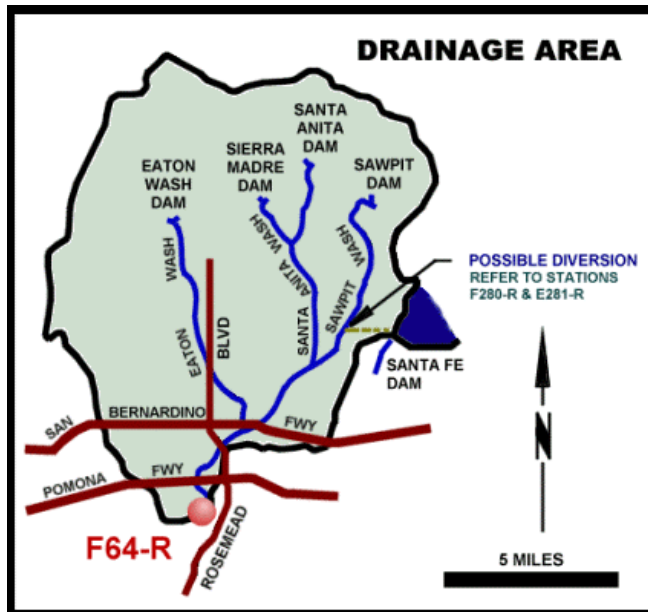 DRAINAGE AREA
SANTA
ANITA
DAM
SIERRA
MADRE
DAM
SAWPIT
DAM
EATON
WASH
DAM
WASH
EATON
BLVD
ANITA WASH
SANTA
WASH
SAWPIT
POSSIBLE DIVERSION
REFER TO STATIONS
F280-R & E281-R
SANTA FE
DAM
SAN
BERNARDINO
FWY
POMONA
FWY
ROSEMEAD
F64-R
N
5 MILES